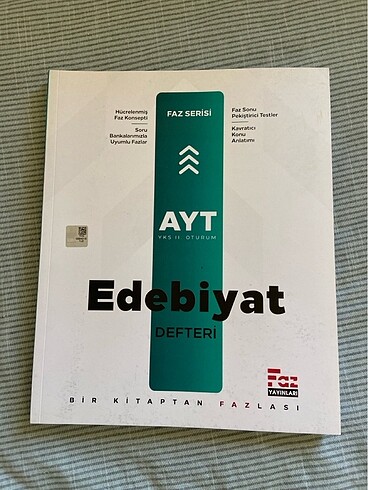 Hücrelenmiş
Faz Konsepti
Soru
Bankalarımızla
Uyumlu Fazlar
FAZ SERİSİ
Faz Sonu
Pekiştirici Testler
Kavratıcı
Konu
Anlatımı
AYT
YKS II. OTURUM
Edebiyat
DEFTERİ
Faz
YAYINLARI
BİR KİTAPTAN FAZLASI